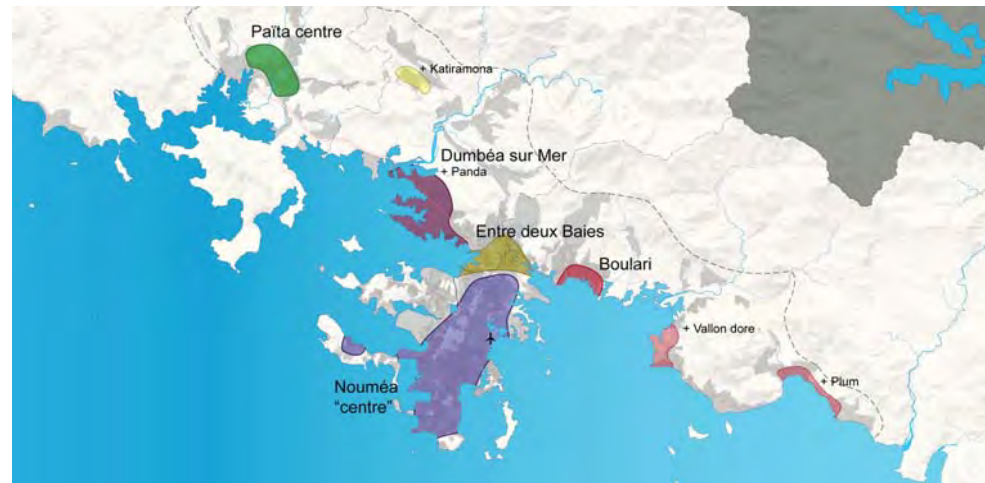 Païta centre
+ Katiramona
Dumbéa sur Mer
+ Panda
Entre deux Baies
Boulari
+ Vallon dore
+ Plum
Nouméa
“centre”